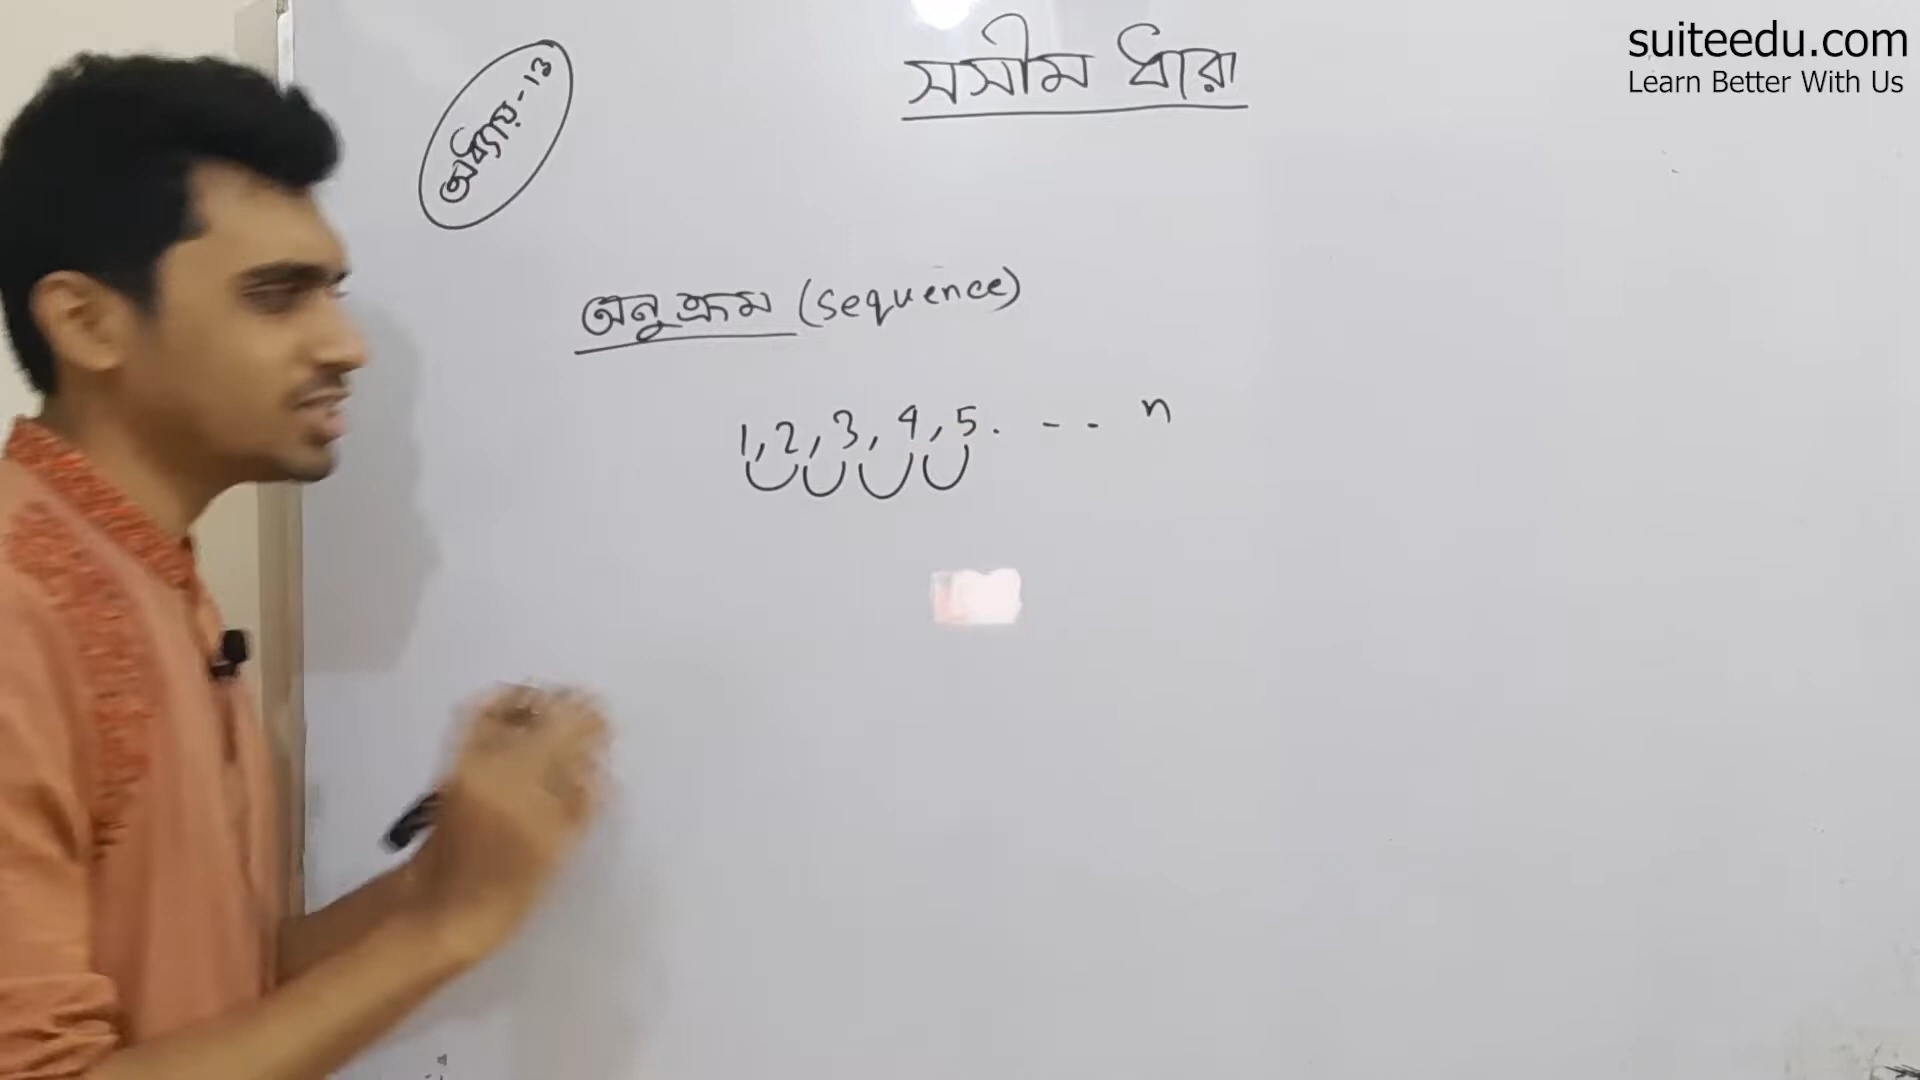 সসীম ধারা
suiteedu.com
Learn Better With Us
অধ্যায়-১৩
অনুক্রম (sequence)
1, 2, 3, 4, 5. - - n